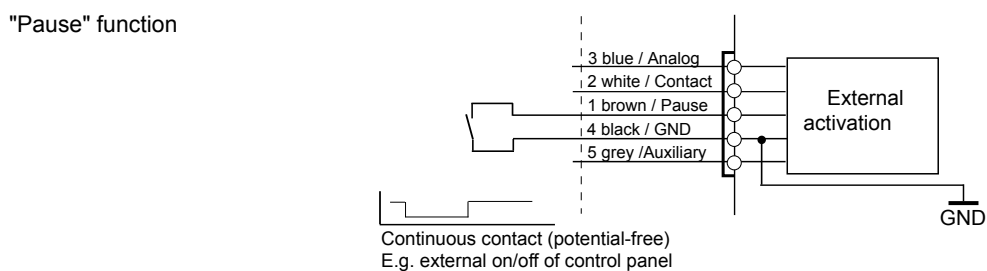 "Pause" function
3 blue / Analog
2 white / Contact
1 brown / Pause
4 black / GND
5 grey /Auxiliary
External
activation
GND
Continuous contact (potential-free)
E.g. external on/off of control panel